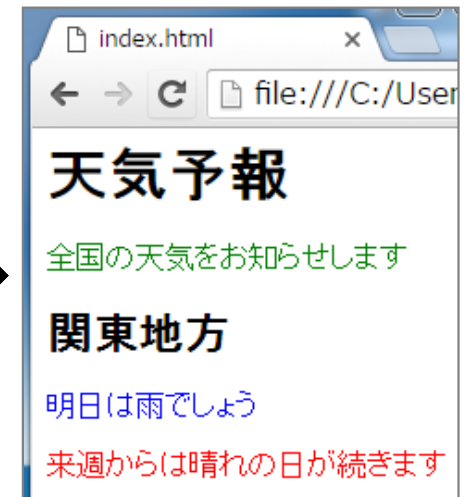 index.html
file:///C:/User
天気予報
全国の天気をお知らせします
関東地方
明日は雨でしょう
来週からは晴れの日が続きます